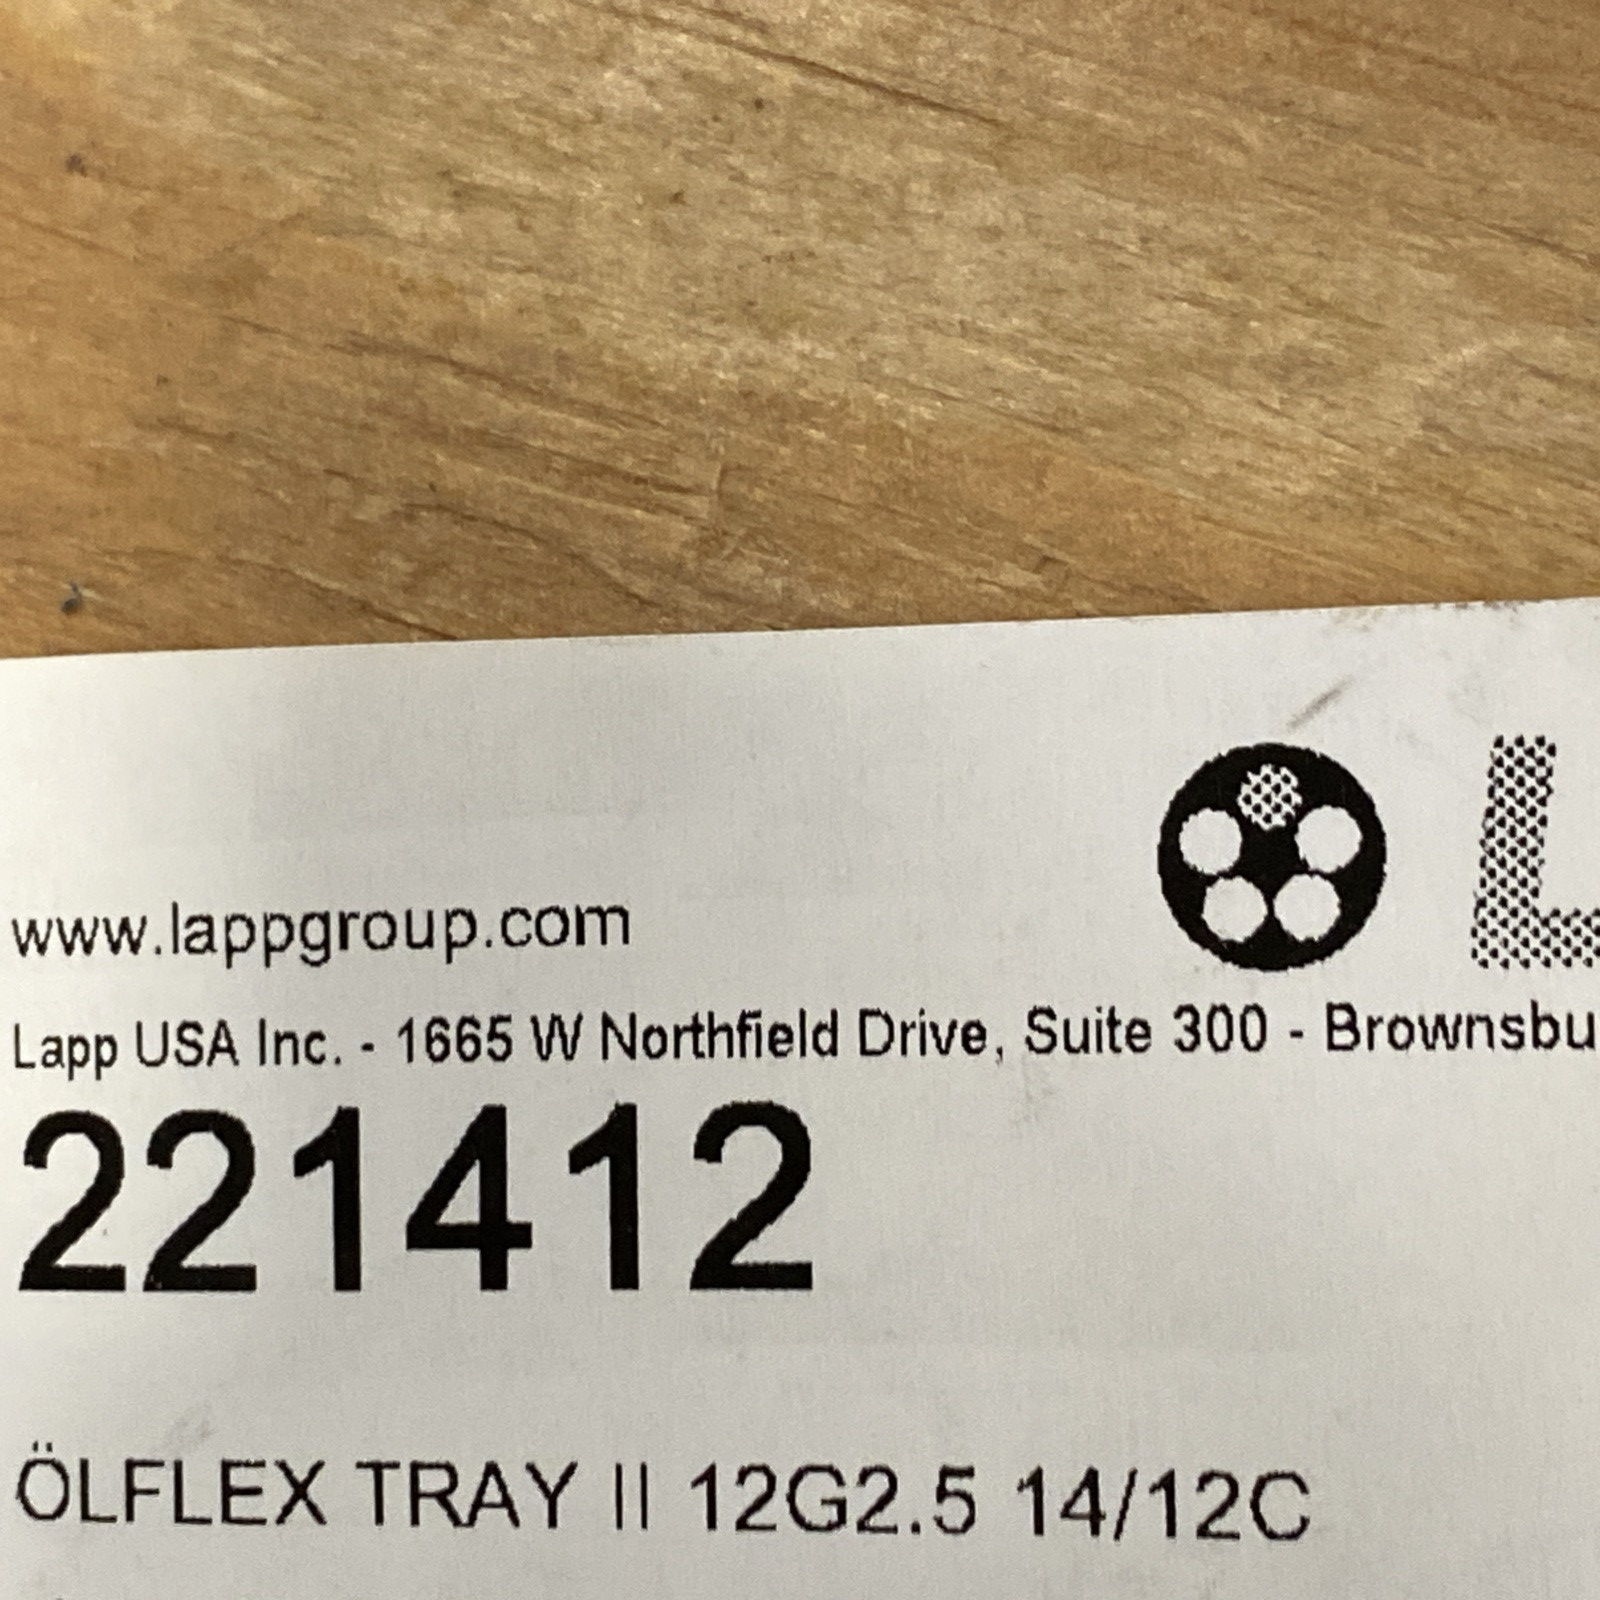 L
www.lappgroup.com
Lapp USA Inc. - 1665 W Northfield Drive, Suite 300 - Brownsbu
221412
ÖLFLEX TRAY II 12G2.5 14/12C